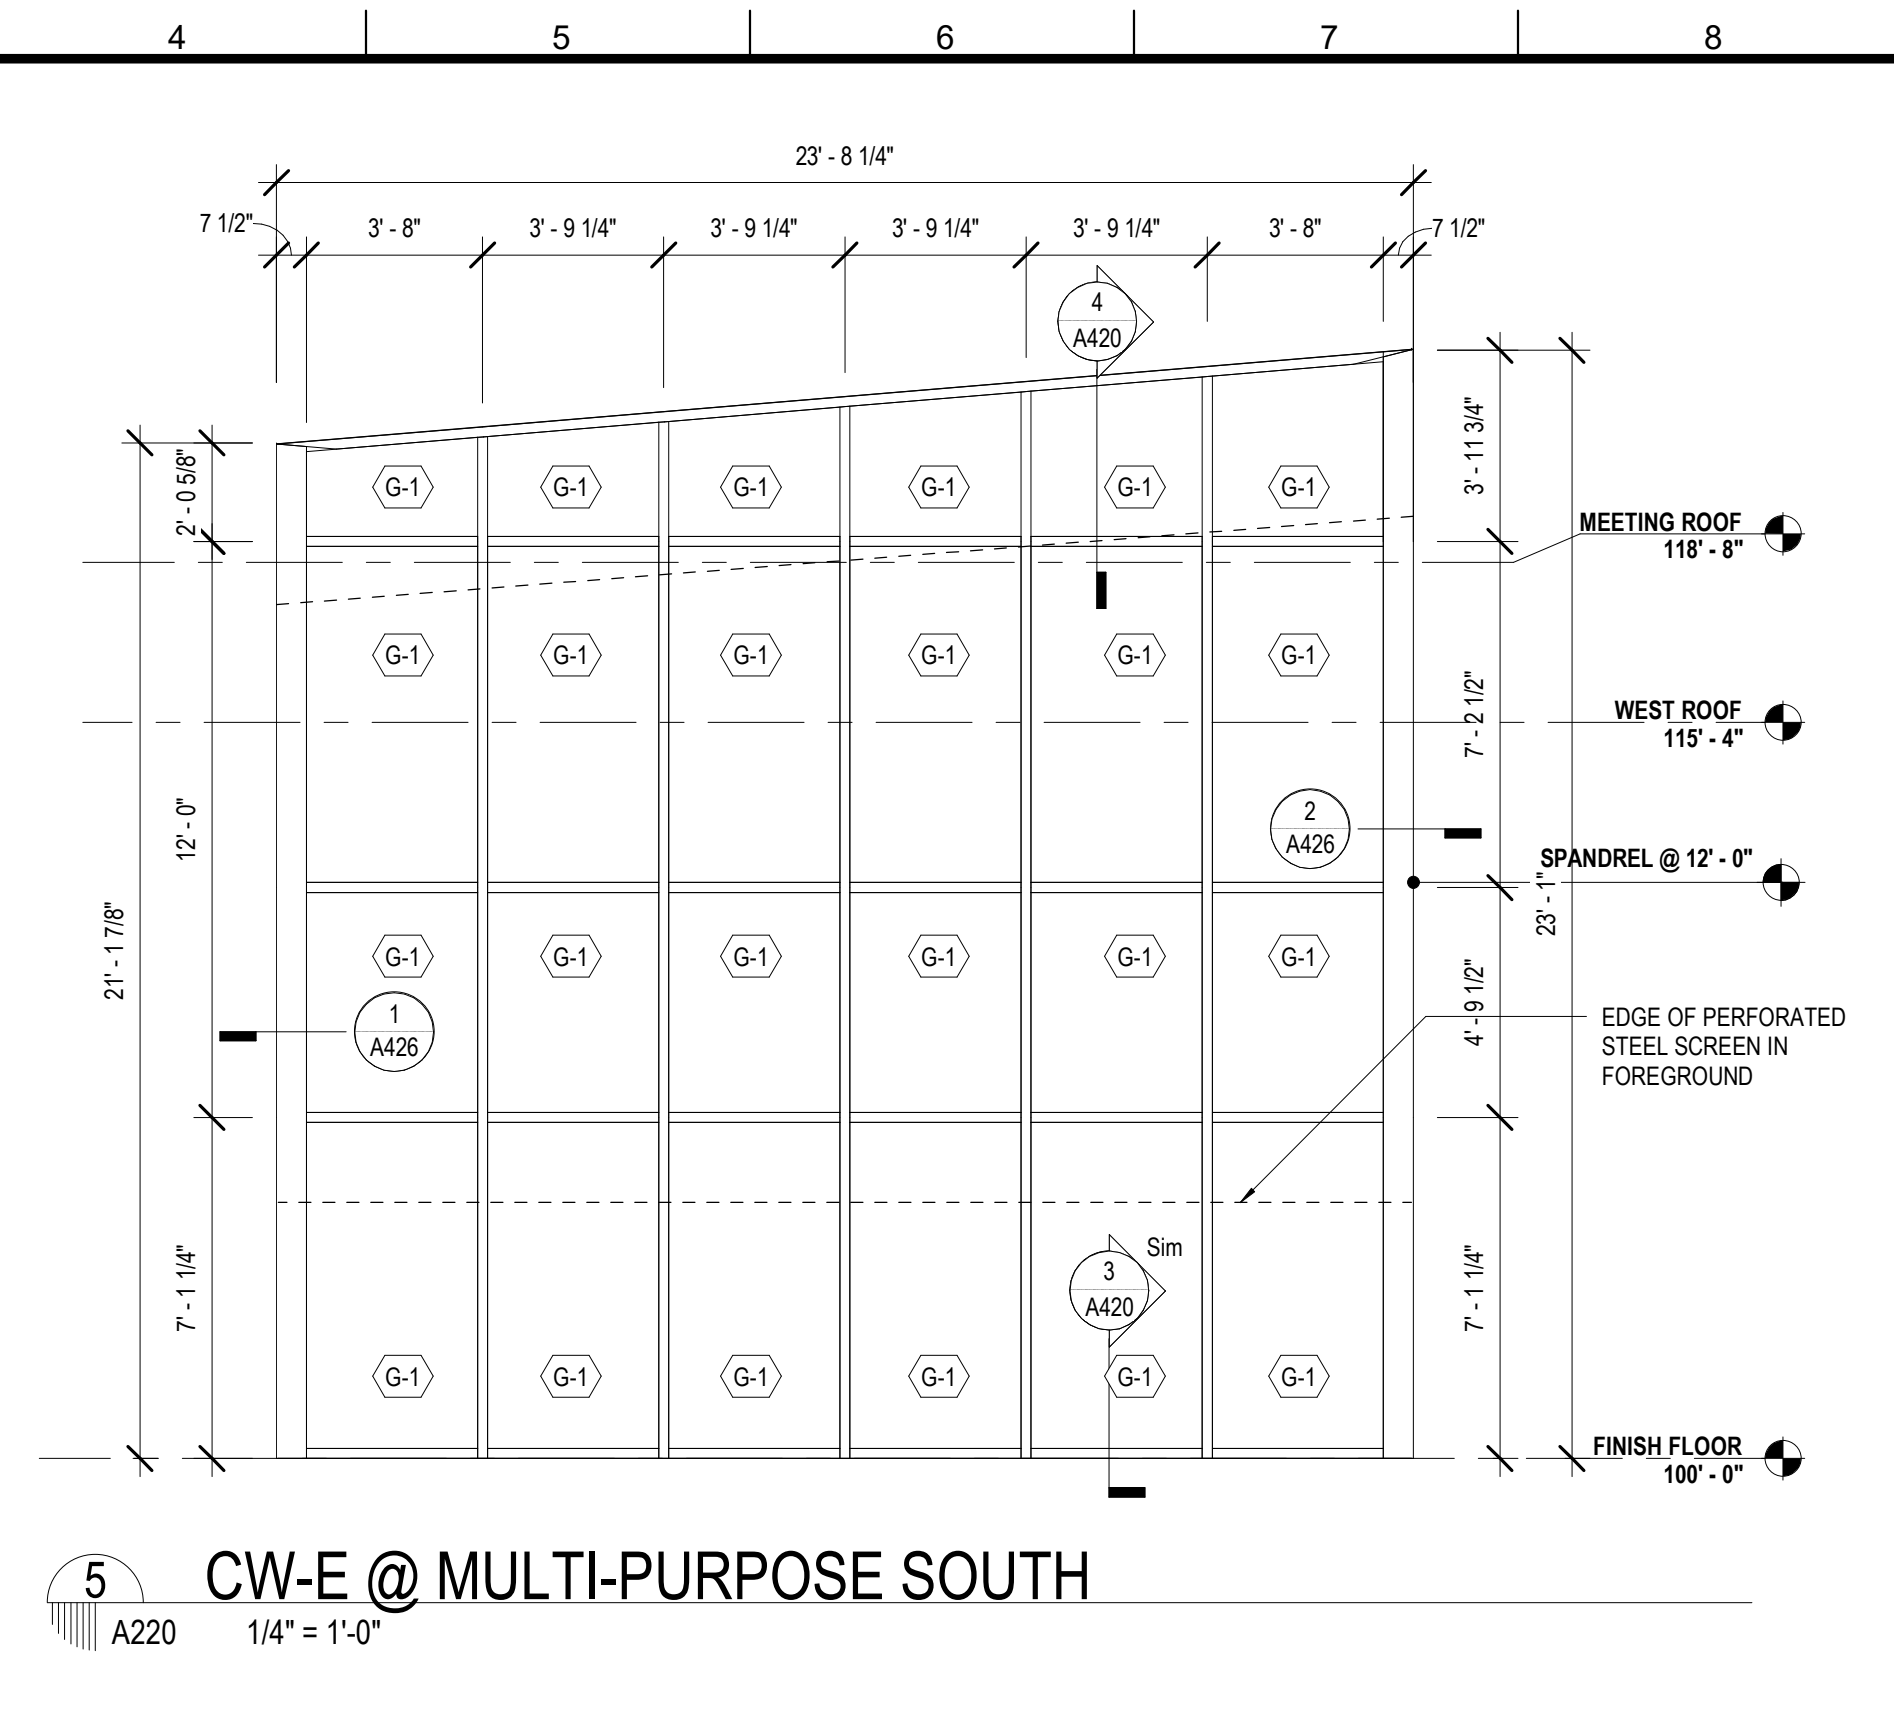 4 5 6 7 8
23' - 8 1/4"
7 1/2" 3' - 8" 3' - 9 1/4" 3' - 9 1/4" 3' - 9 1/4" 3' - 9 1/4" 3' - 8" 7 1/2"
4
A420
2' - 0 5/8"
3' - 11 3/4"
G-1 G-1 G-1 G-1 G-1 G-1
MEETING ROOF
118' - 8"
G-1 G-1 G-1 G-1 G-1 G-1
7' - 2 1/2"
WEST ROOF
115' - 4"
12' - 0"
2
A426
SPANDREL @ 12' - 0"
21' - 1 7/8"
23' - 1"
G-1 G-1 G-1 G-1 G-1 G-1
4' - 9 1/2"
1
A426
EDGE OF PERFORATED
STEEL SCREEN IN
FOREGROUND
7' - 1 1/4"
Sim
3
A420
7' - 1 1/4"
G-1 G-1 G-1 G-1 G-1 G-1
FINISH FLOOR
100' - 0"
5 CW-E @ MULTI-PURPOSE SOUTH
A220 1/4" = 1'-0"